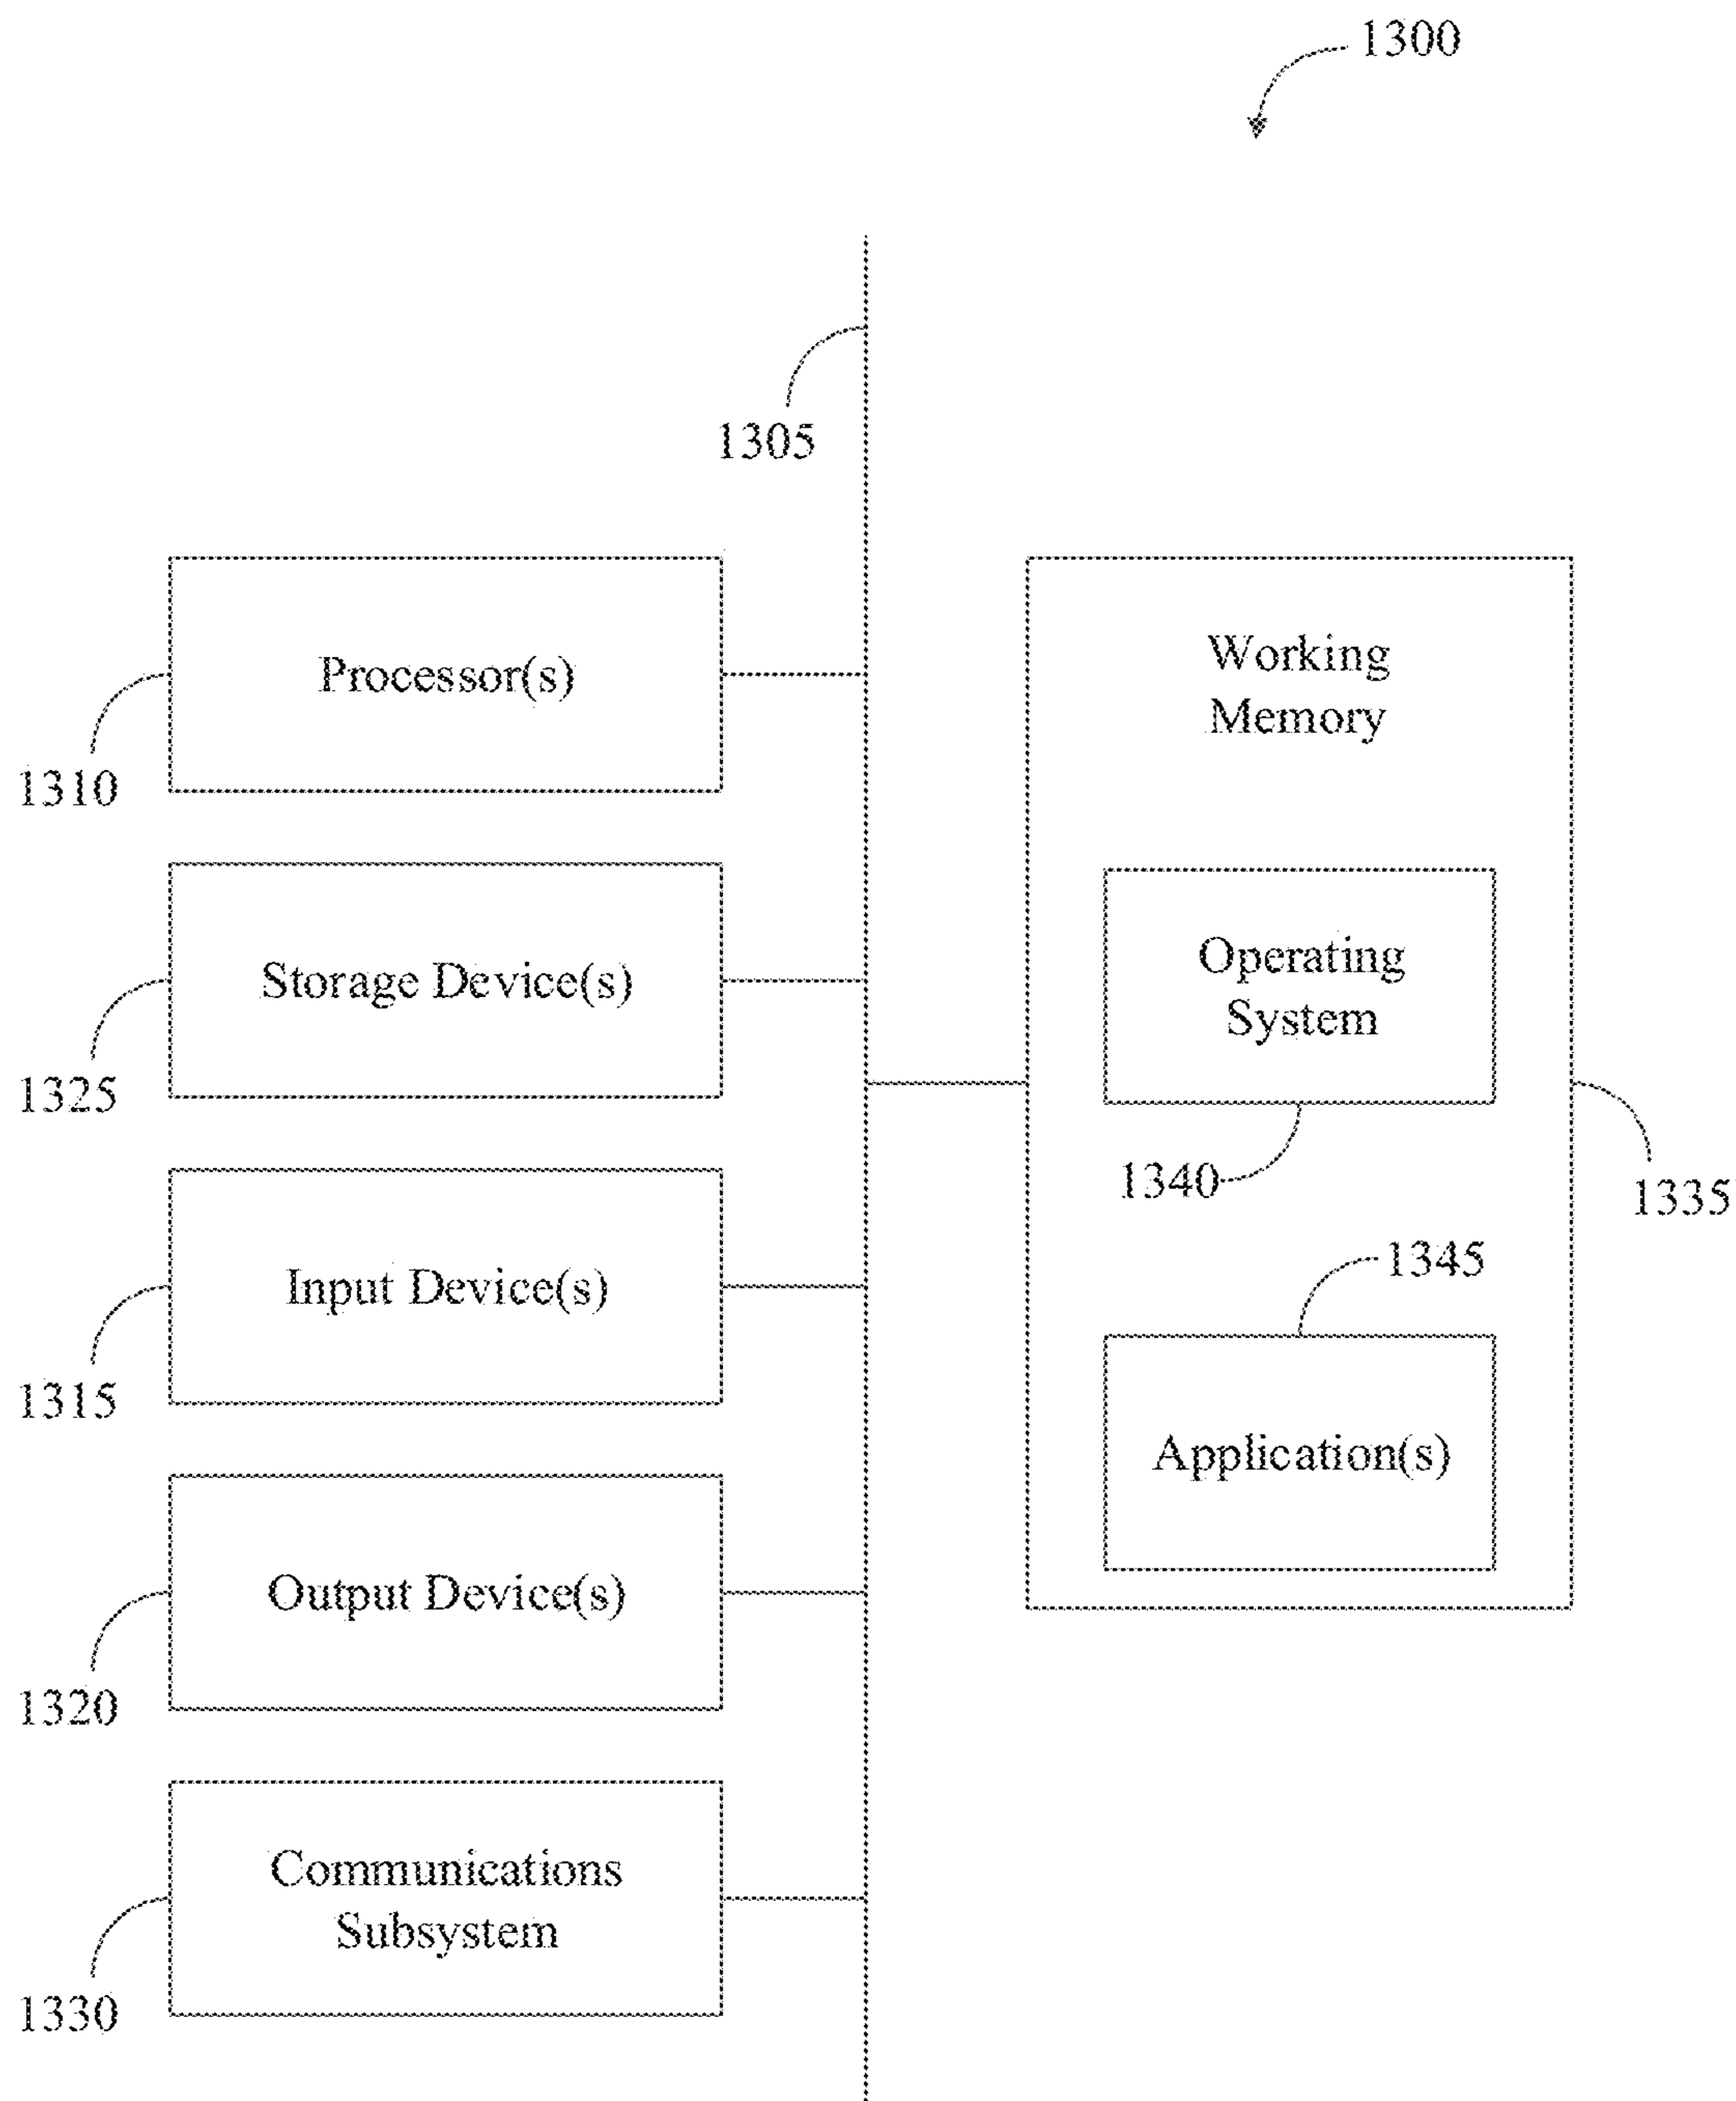 1300
1305
Processor(s)
1310
Storage Device(s)
1325
Input Device(s)
1315
Output Device(s)
1320
Communications
Subsystem
1330
Working
Memory
Operating
System
1340
1335
1345
Application(s)